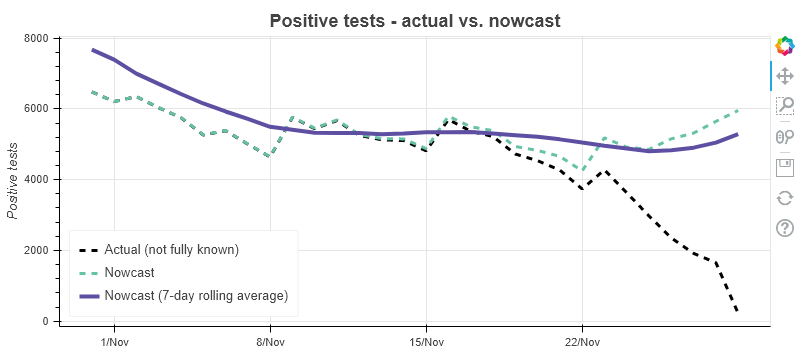 Positive tests - actual vs. nowcast
8000
6000
4000
2000
0
Positive tests
Actual (not fully known)
Nowcast
Nowcast (7-day rolling average)
1/Nov
8/Nov
15/Nov
22/Nov